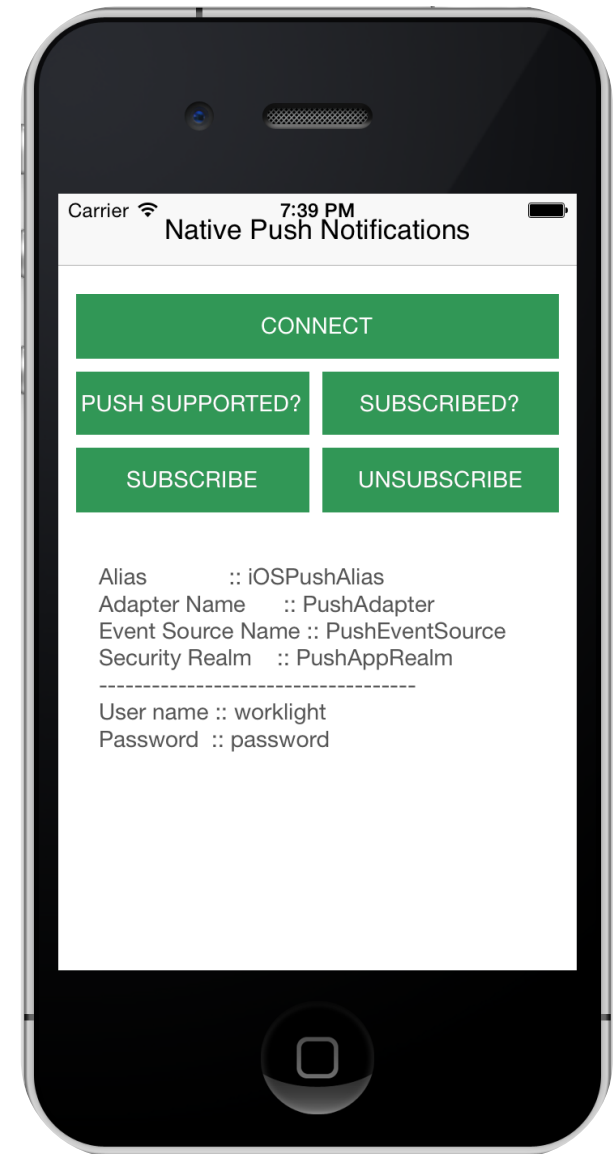 Carrier 7:39 PM
Native Push Notifications
CONNECT
PUSH SUPPORTED? SUBSCRIBED?
SUBSCRIBE UNSUBSCRIBE
Alias :: iOSPushAlias
Adapter Name :: PushAdapter
Event Source Name :: PushEventSource
Security Realm :: PushAppRealm
------------------------------------
User name :: worklight
Password :: password